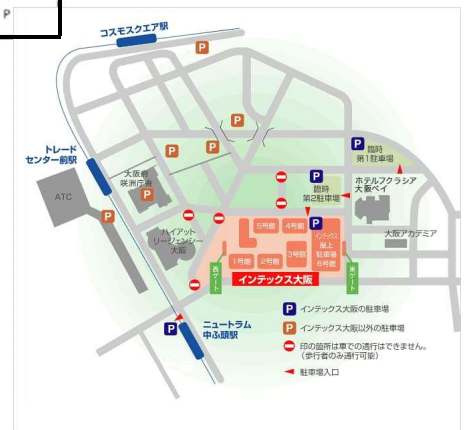 P
コスモスクエア駅
P
P
トレード
センター前駅
P
P
P
臨時
第1駐車場
大阪府
咲洲庁舎
P
P
臨時
第2駐車場
ホテルフクラシア
大阪ベイ
ATC
P
5号館
4号館
P
インテックス
屋上
駐車場
6号館
大阪アカデミア
ハイアット
リージェンシー
大阪
1号館
2号館
3号館
西ゲート
東ゲート
インテックス大阪
P
ニュートラム
中ふ頭駅
P インテックス大阪の駐車場
P インテックス大阪以外の駐車場
印の箇所は車での通行はできません。
(歩行者のみ通行可能)
駐車場入口